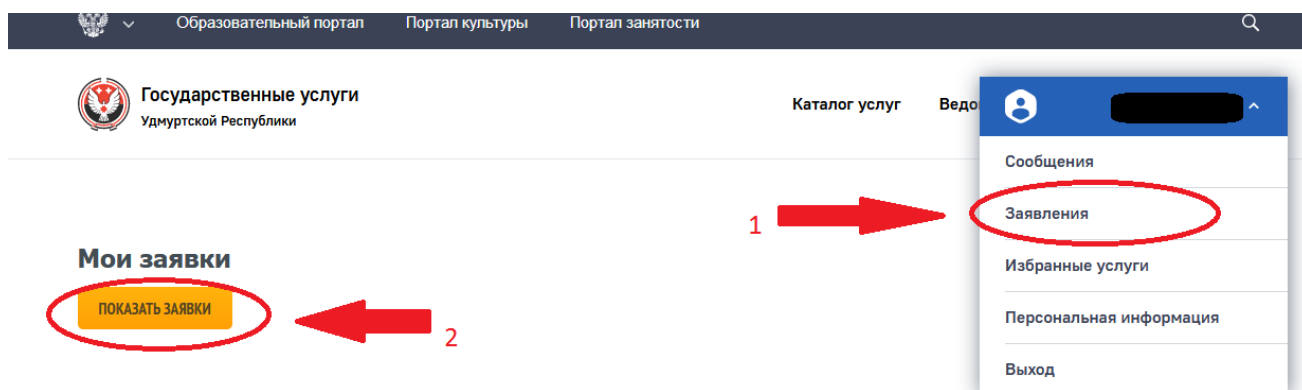 Образовательный портал Портал культуры Портал занятости
Государственные услуги
Удмуртской Республики
Каталог услуг Ведо
Сообщения
1
Заявления
Мои заявки
Избранные услуги
ПОКАЗАТЬ ЗАЯВКИ
2
Персональная информация
Выход